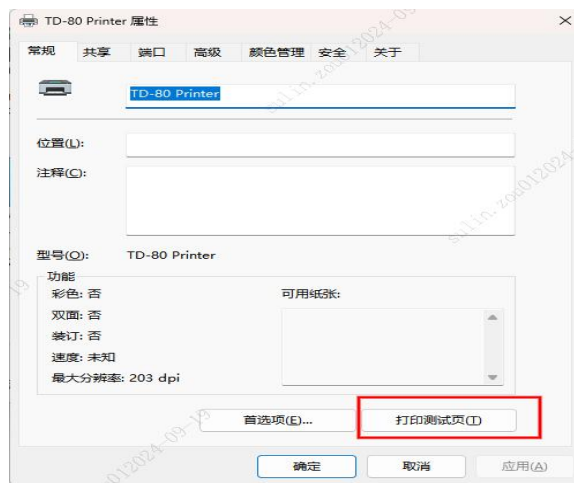 TD-80 Printer 属性
常规 共享 端口 高级 颜色管理 安全 关于
TD-80 Printer
位置(L):
注释(C):
型号(O): TD-80 Printer
功能
彩色: 否 可用纸张:
双面: 否
装订: 否
速度: 未知
最大分辨率: 203 dpi
首选项(E)... 打印测试页(T)
确定 取消 应用(A)